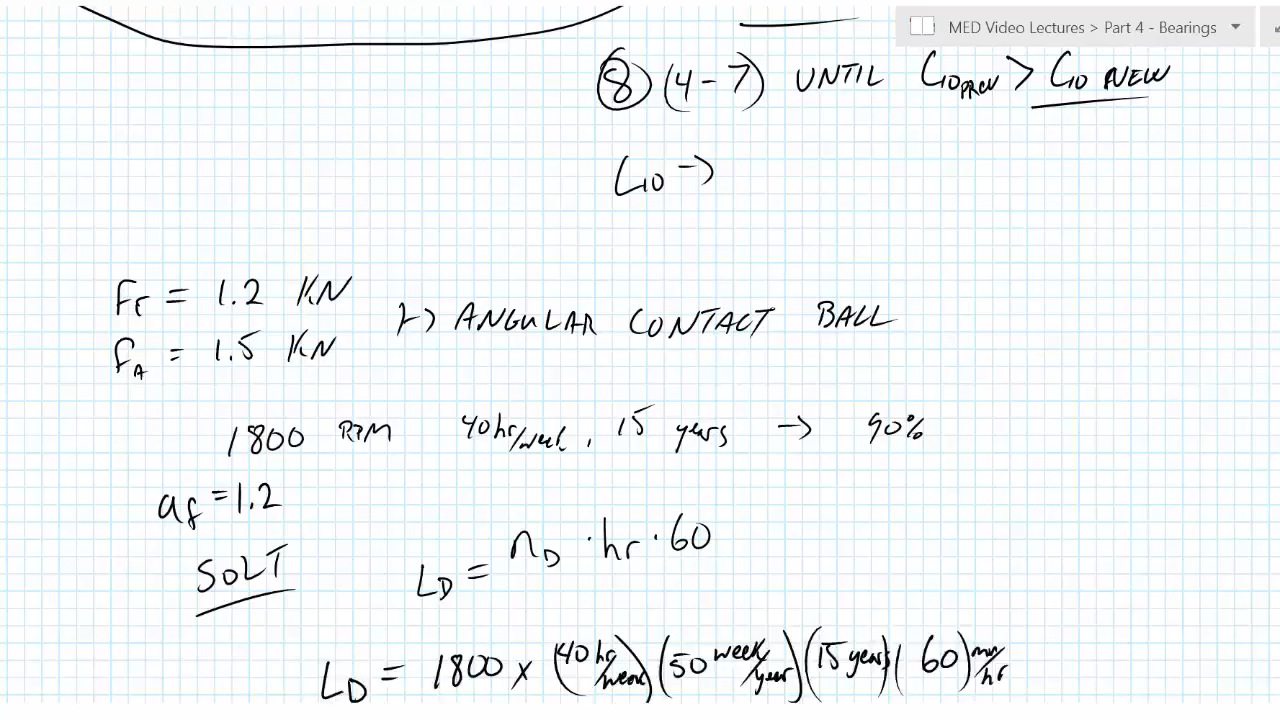 MED Video Lectures > Part 4 - Bearings
⑧ (4-7) UNTIL C10 PREV > C10 NEW
C10 →
Fr = 1.2 KN
FA = 1.5 KN
ANGULAR CONTACT BALL
1800 RPM 40hr/week, 15 years → 90%
af = 1.2
SOLT
LD = nD · hr · 60
LD = 1800 × (40 hr/week) (50 week/year) (15 years) (60) min/hr